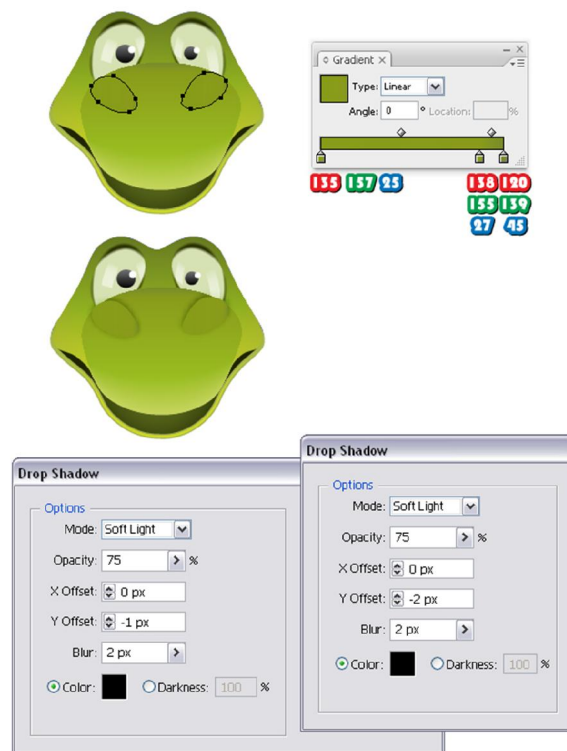 Gradient
Type: Linear
Angle: 0 ° Location: %
135 157 25 138 120
155 139
27 45
Drop Shadow
Options
Mode: Soft Light
Opacity: 75 %
X Offset: 0 px
Y Offset: -1 px
Blur: 2 px
Color: Darkness: 100 %
Drop Shadow
Options
Mode: Soft Light
Opacity: 75 %
X Offset: 0 px
Y Offset: -2 px
Blur: 2 px
Color: Darkness: 100 %